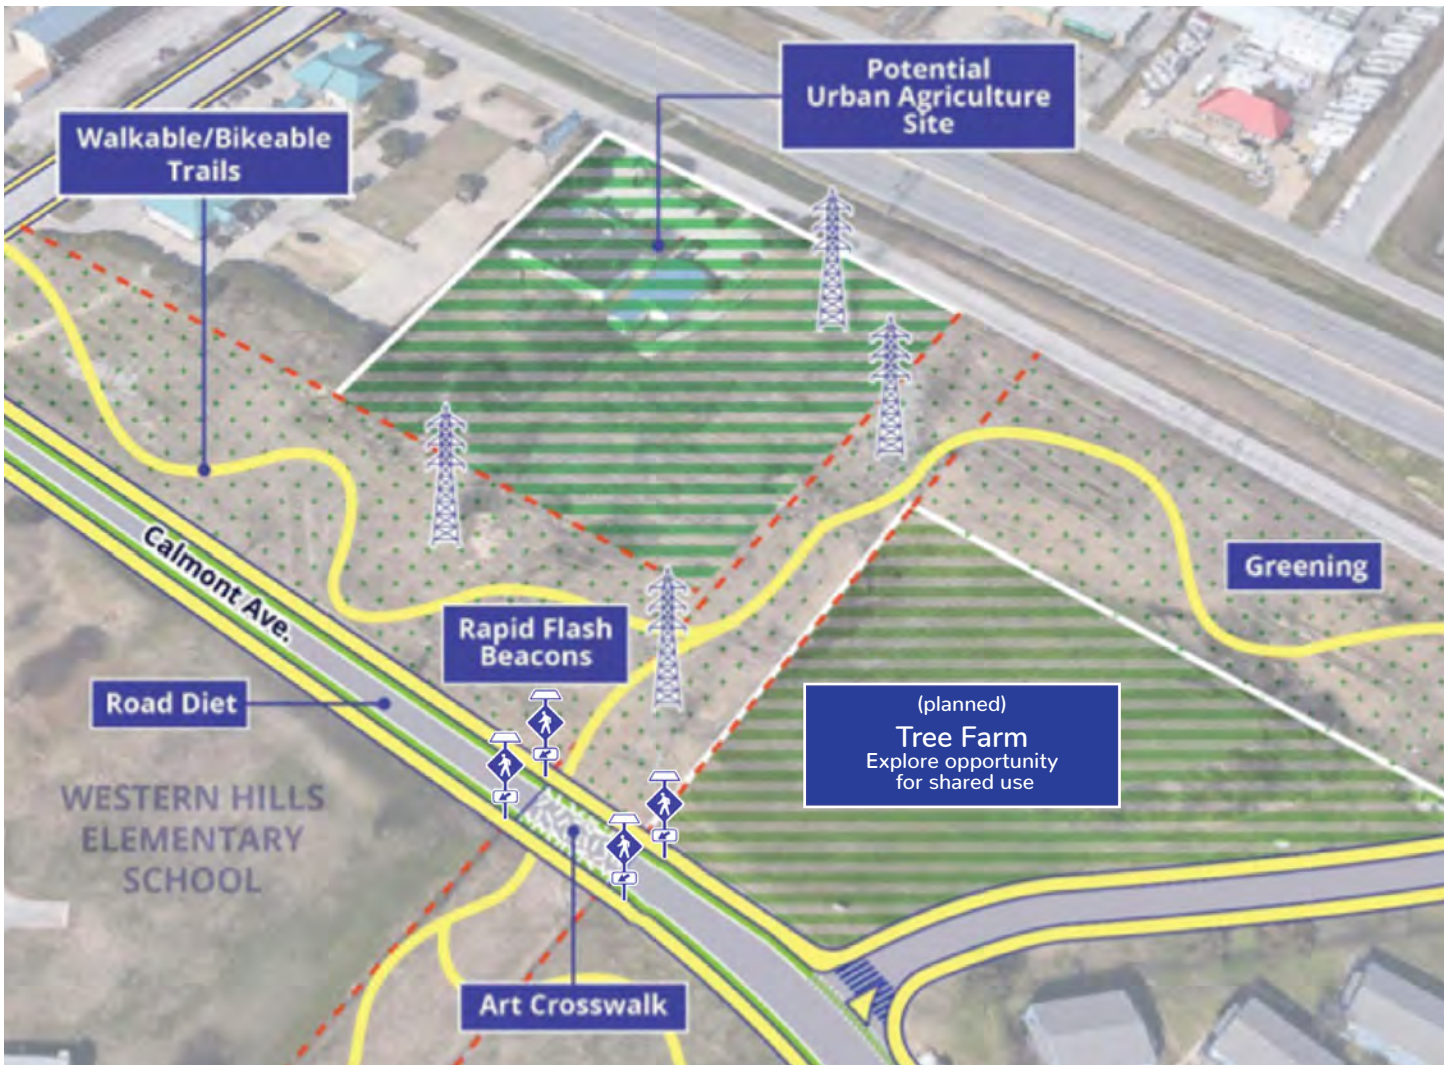 Potential
Urban Agriculture
Site
Walkable/Bikeable
Trails
Greening
Calmont Ave.
Rapid Flash
Beacons
Road Diet
(planned)
Tree Farm
Explore opportunity
for shared use
WESTERN HILLS
ELEMENTARY
SCHOOL
Art Crosswalk